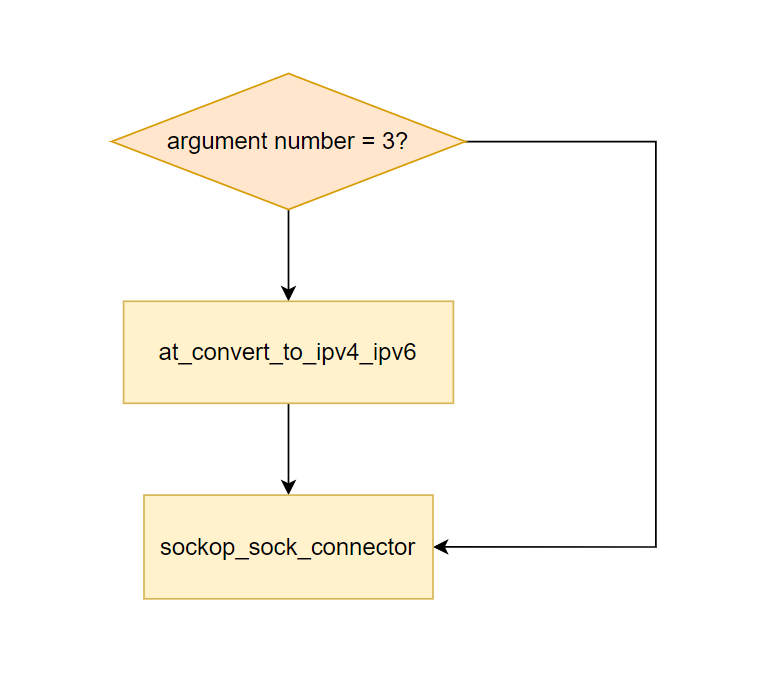 argument number = 3?
at_convert_to_ipv4_ipv6
sockop_sock_connector